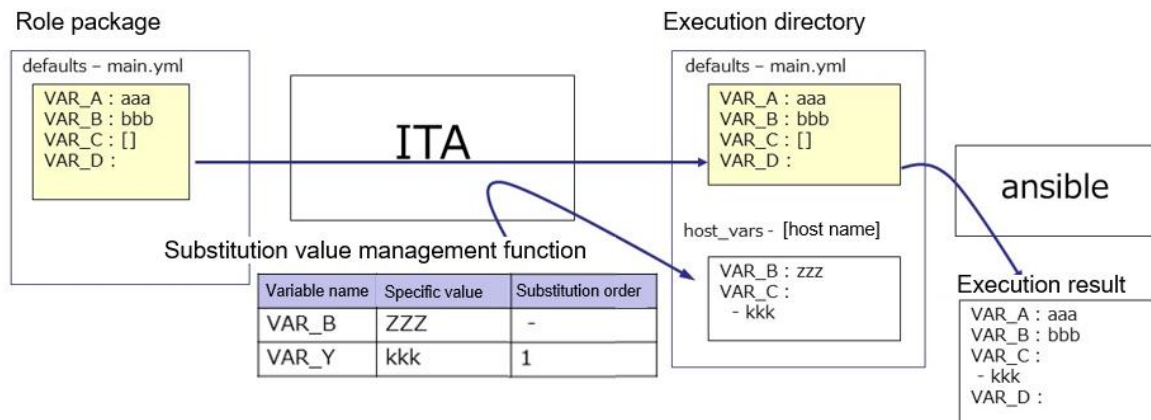 Role package
defaults – main.yml
VAR_A : aaa
VAR_B : bbb
VAR_C : []
VAR_D :
ITA
Substitution value management function
Variable name Specific value Substitution order
VAR_B ZZZ -
VAR_Y kkk 1
Execution directory
defaults – main.yml
VAR_A : aaa
VAR_B : bbb
VAR_C : []
VAR_D :
host_vars - [host name]
VAR_B : zzz
VAR_C :
- kkk
ansible
Execution result
VAR_A : aaa
VAR_B : bbb
VAR_C :
- kkk
VAR_D :